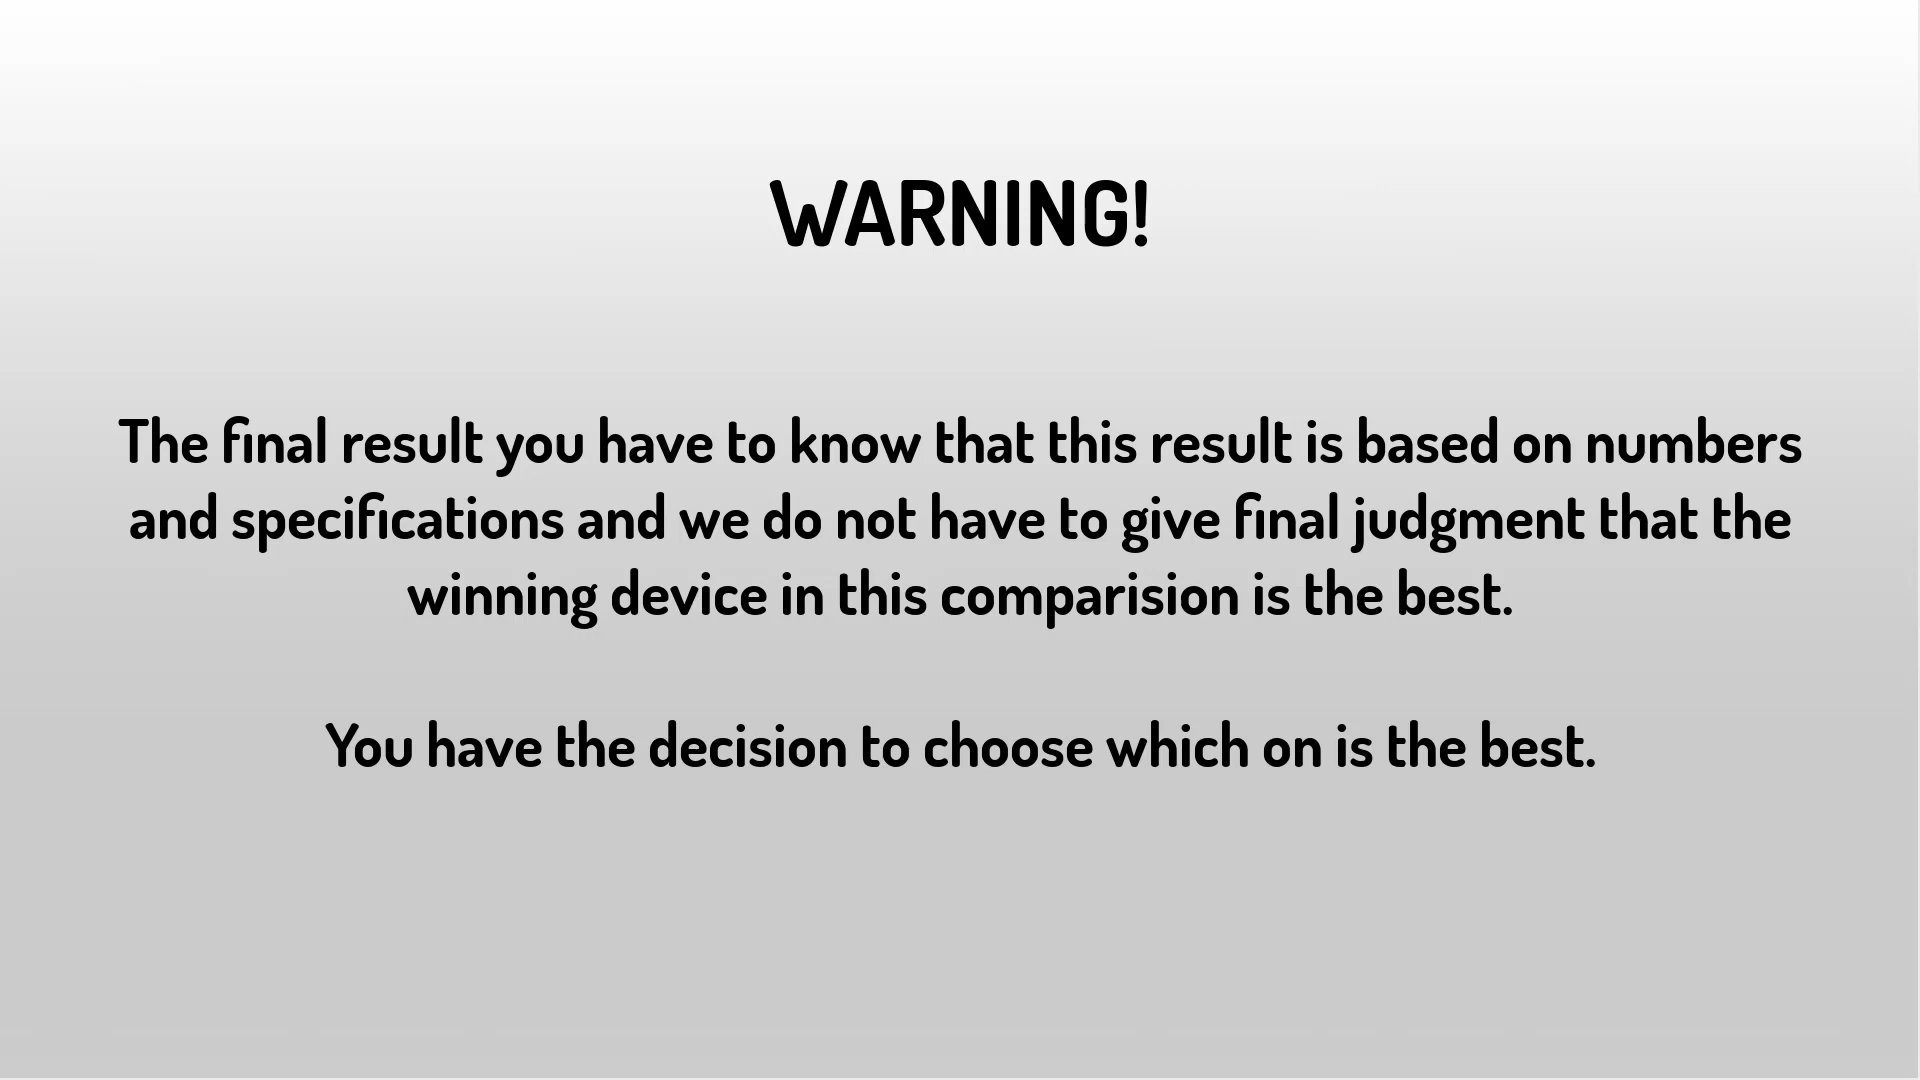 WARNING!
The final result you have to know that this result is based on numbers
and specifications and we do not have to give final judgment that the
winning device in this comparision is the best.
You have the decision to choose which on is the best.